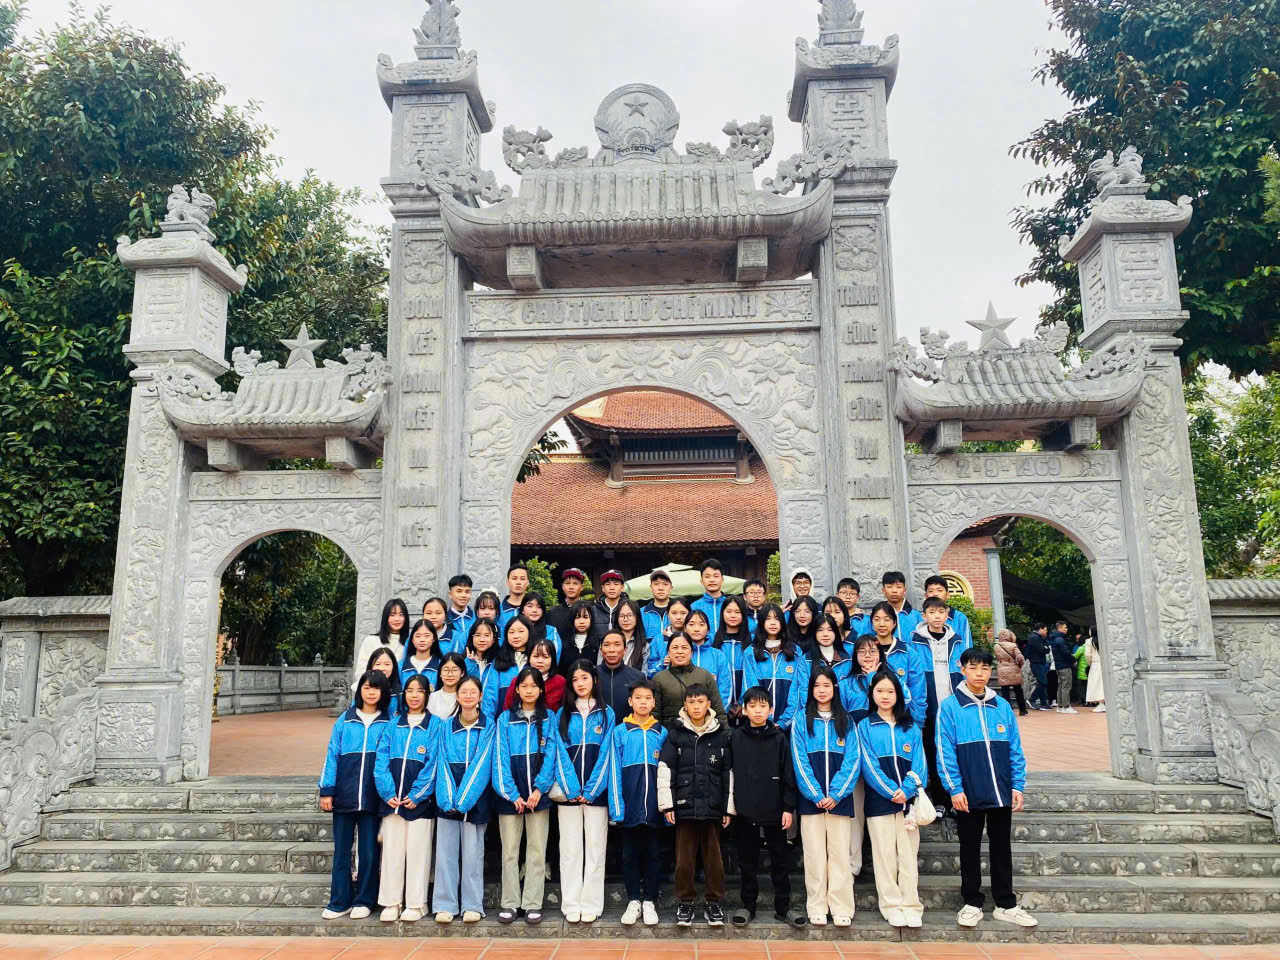 CHỦ TỊCH HỒ CHÍ MINH
ĐOÀN
KẾT
ĐOÀN
KẾT
ĐẠI
ĐOÀN
KẾT
THÀNH
CÔNG
THÀNH
CÔNG
ĐẠI
THÀNH
CÔNG
19-5-1890
2-9-1969